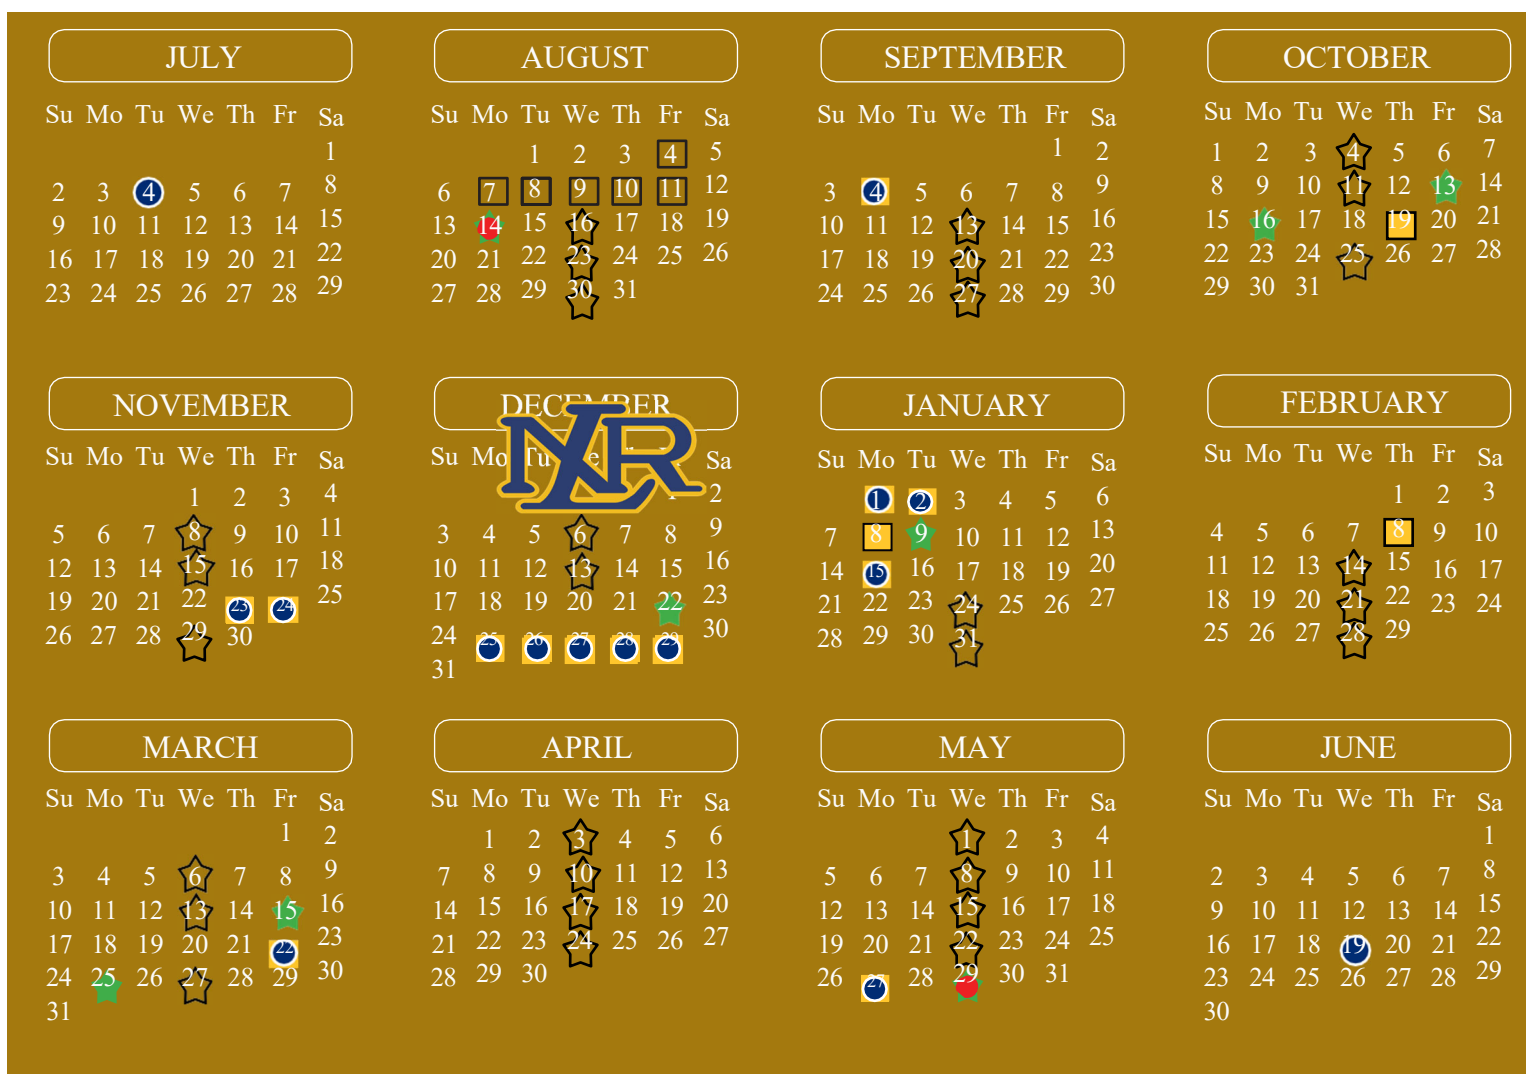 JULY
Su Mo Tu We Th Fr Sa
1
2 3 4 5 6 7 8
9 10 11 12 13 14 15
16 17 18 19 20 21 22
23 24 25 26 27 28 29
AUGUST
Su Mo Tu We Th Fr Sa
1 2 3 4 5
6 7 8 9 10 11 12
13 14 15 16 17 18 19
20 21 22 23 24 25 26
27 28 29 30 31
SEPTEMBER
Su Mo Tu We Th Fr Sa
1 2
3 4 5 6 7 8 9
10 11 12 13 14 15 16
17 18 19 20 21 22 23
24 25 26 27 28 29 30
OCTOBER
Su Mo Tu We Th Fr Sa
1 2 3 4 5 6 7
8 9 10 11 12 13 14
15 16 17 18 19 20 21
22 23 24 25 26 27 28
29 30 31
NOVEMBER
Su Mo Tu We Th Fr Sa
1 2 3 4
5 6 7 8 9 10 11
12 13 14 15 16 17 18
19 20 21 22 23 24 25
26 27 28 29 30
DECEMBER
NLR
Su Mo Tu We Sa
1 2
3 4 5 6 7 8 9
10 11 12 13 14 15 16
17 18 19 20 21 22 23
24 25 26 27 28 29 30
31
JANUARY
Su Mo Tu We Th Fr Sa
1 2 3 4 5 6
7 8 9 10 11 12 13
14 15 16 17 18 19 20
21 22 23 24 25 26 27
28 29 30 31
FEBRUARY
Su Mo Tu We Th Fr Sa
1 2 3
4 5 6 7 8 9 10
11 12 13 14 15 16 17
18 19 20 21 22 23 24
25 26 27 28 29
MARCH
Su Mo Tu We Th Fr Sa
1 2
3 4 5 6 7 8 9
10 11 12 13 14 15 16
17 18 19 20 21 22 23
24 25 26 27 28 29 30
31
APRIL
Su Mo Tu We Th Fr Sa
1 2 3 4 5 6
7 8 9 10 11 12 13
14 15 16 17 18 19 20
21 22 23 24 25 26 27
28 29 30
MAY
Su Mo Tu We Th Fr Sa
1 2 3 4
5 6 7 8 9 10 11
12 13 14 15 16 17 18
19 20 21 22 23 24 25
26 27 28 29 30 31
JUNE
Su Mo Tu We Th Fr Sa
1
2 3 4 5 6 7 8
9 10 11 12 13 14 15
16 17 18 19 20 21 22
23 24 25 26 27 28 29
30